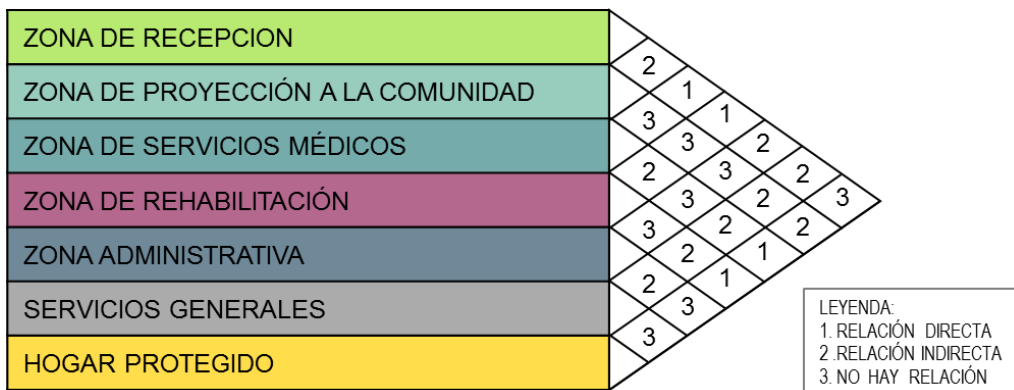 ZONA DE RECEPCION
2
ZONA DE PROYECCIÓN A LA COMUNIDAD
1
3 1
ZONA DE SERVICIOS MÉDICOS
3 2
2 3 2
ZONA DE REHABILITACIÓN
3 2 3
3 2 2
ZONA ADMINISTRATIVA
2 1
2 1
SERVICIOS GENERALES
3
3
HOGAR PROTEGIDO
LEYENDA:
1. RELACIÓN DIRECTA
2. RELACIÓN INDIRECTA
3. NO HAY RELACIÓN